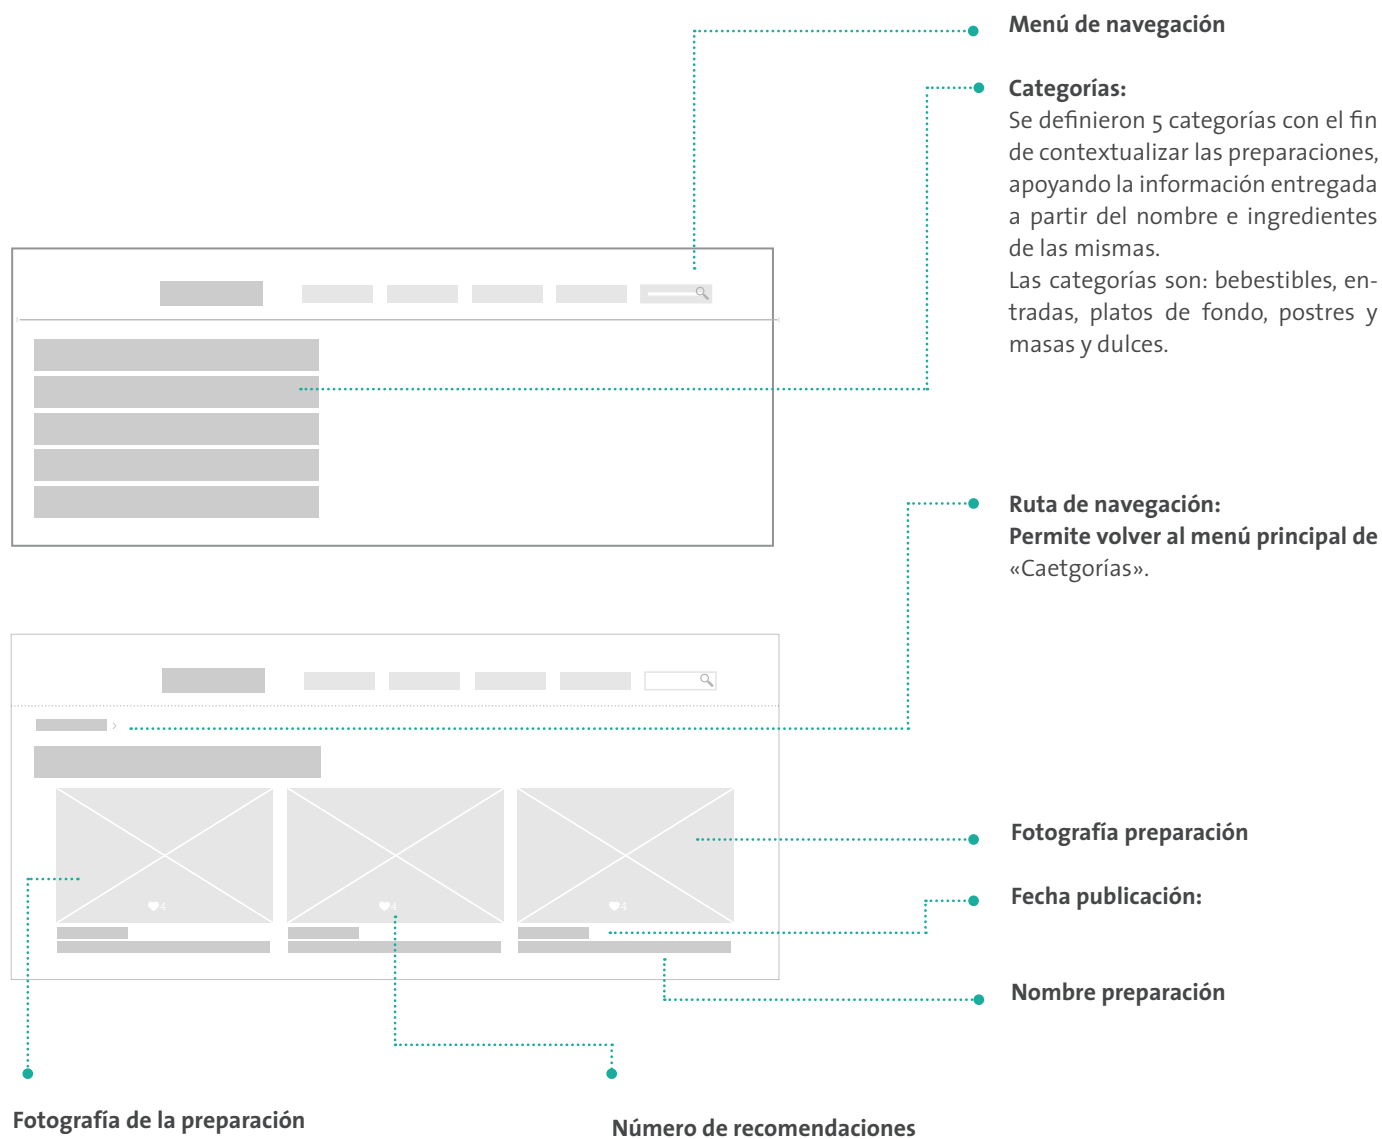 Menú de navegación
Categorías:
Se definieron 5 categorías con el fin
de contextualizar las preparaciones,
apoyando la información entregada
a partir del nombre e ingredientes
de las mismas.
Las categorías son: bebestibles, en-
tradas, platos de fondo, postres y
masas y dulces.
Ruta de navegación:
Permite volver al menú principal de
«Caetgorías».
›
4
4
4
Fotografía preparación
Fecha publicación:
Nombre preparación
Fotografía de la preparación
Número de recomendaciones